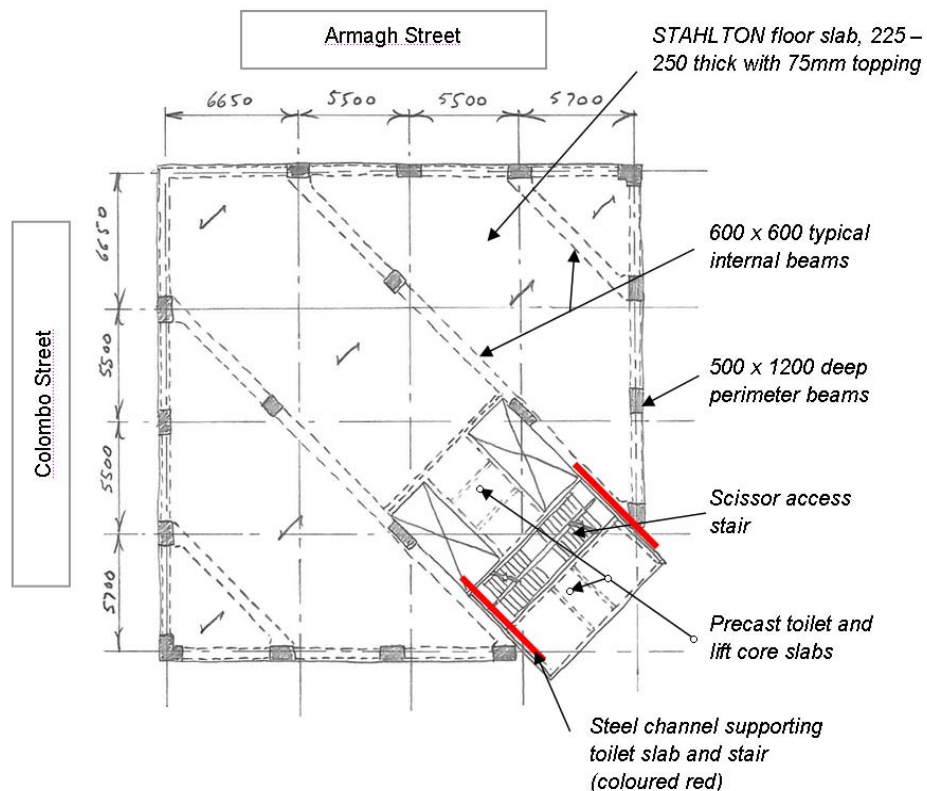 Armagh Street
STAHLTON floor slab, 225 –
250 thick with 75mm topping
6650 5500 5500 5700
Colombo Street
6650
5500
5500
5700
600 x 600 typical
internal beams
500 x 1200 deep
perimeter beams
Scissor access
stair
Precast toilet and
lift core slabs
Steel channel supporting
toilet slab and stair
(coloured red)